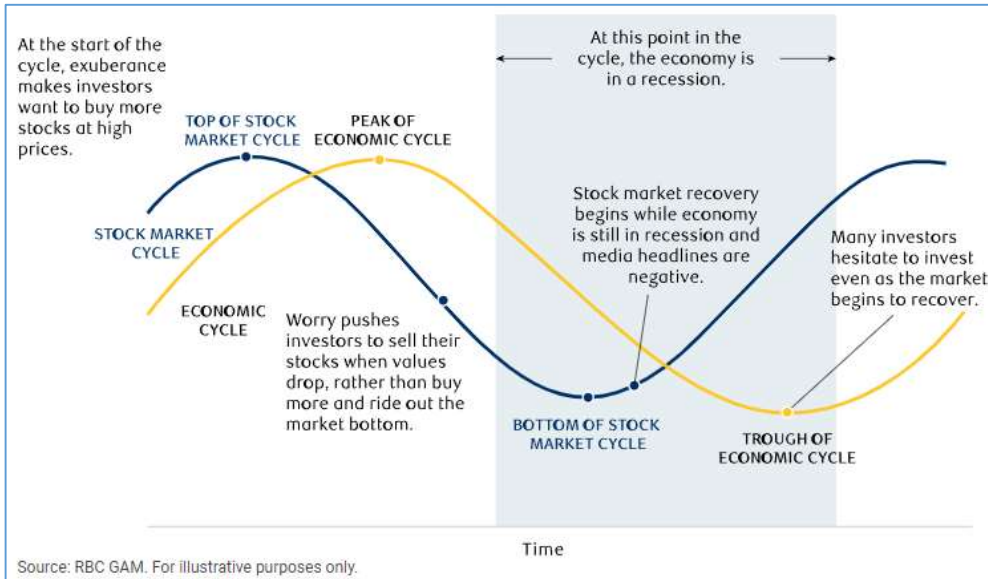 At the start of the
cycle, exuberance
makes investors
want to buy more
stocks at high
prices.
At this point in the
cycle, the economy is
in a recession.
TOP OF STOCK
MARKET CYCLE
PEAK OF
ECONOMIC CYCLE
STOCK MARKET
CYCLE
ECONOMIC
CYCLE
Worry pushes
investors to sell their
stocks when values
drop, rather than buy
more and ride out the
market bottom.
Stock market recovery
begins while economy
is still in recession and
media headlines are
negative.
Many investors
hesitate to invest
even as the market
begins to recover.
BOTTOM OF STOCK
MARKET CYCLE
TROUGH OF
ECONOMIC CYCLE
Time
Source: RBC GAM. For illustrative purposes only.